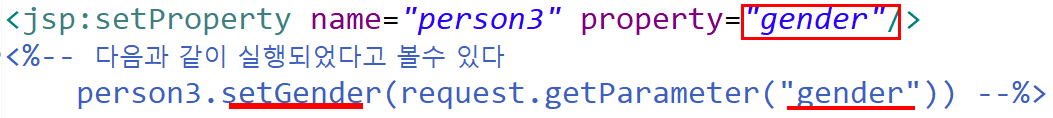 <jsp:setProperty name="person3" property="gender"/>
<%-- 다음과 같이 실행되었다고 볼수 있다
person3.setGender(request.getParameter("gender")) --%>